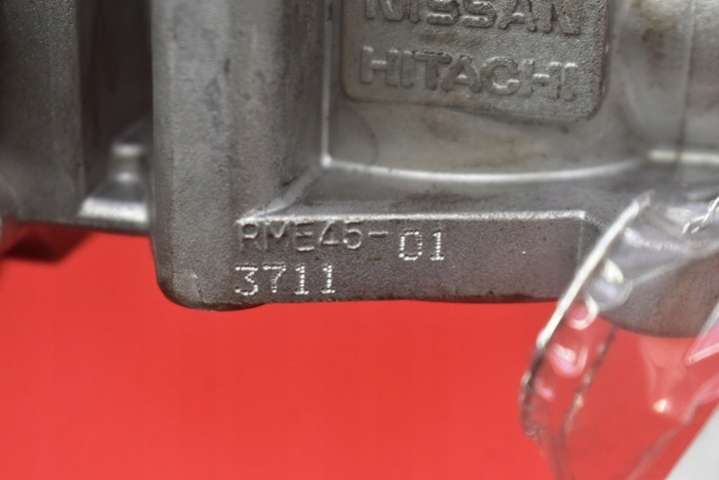 NISSAN
HITACHI
RME45-01
3711